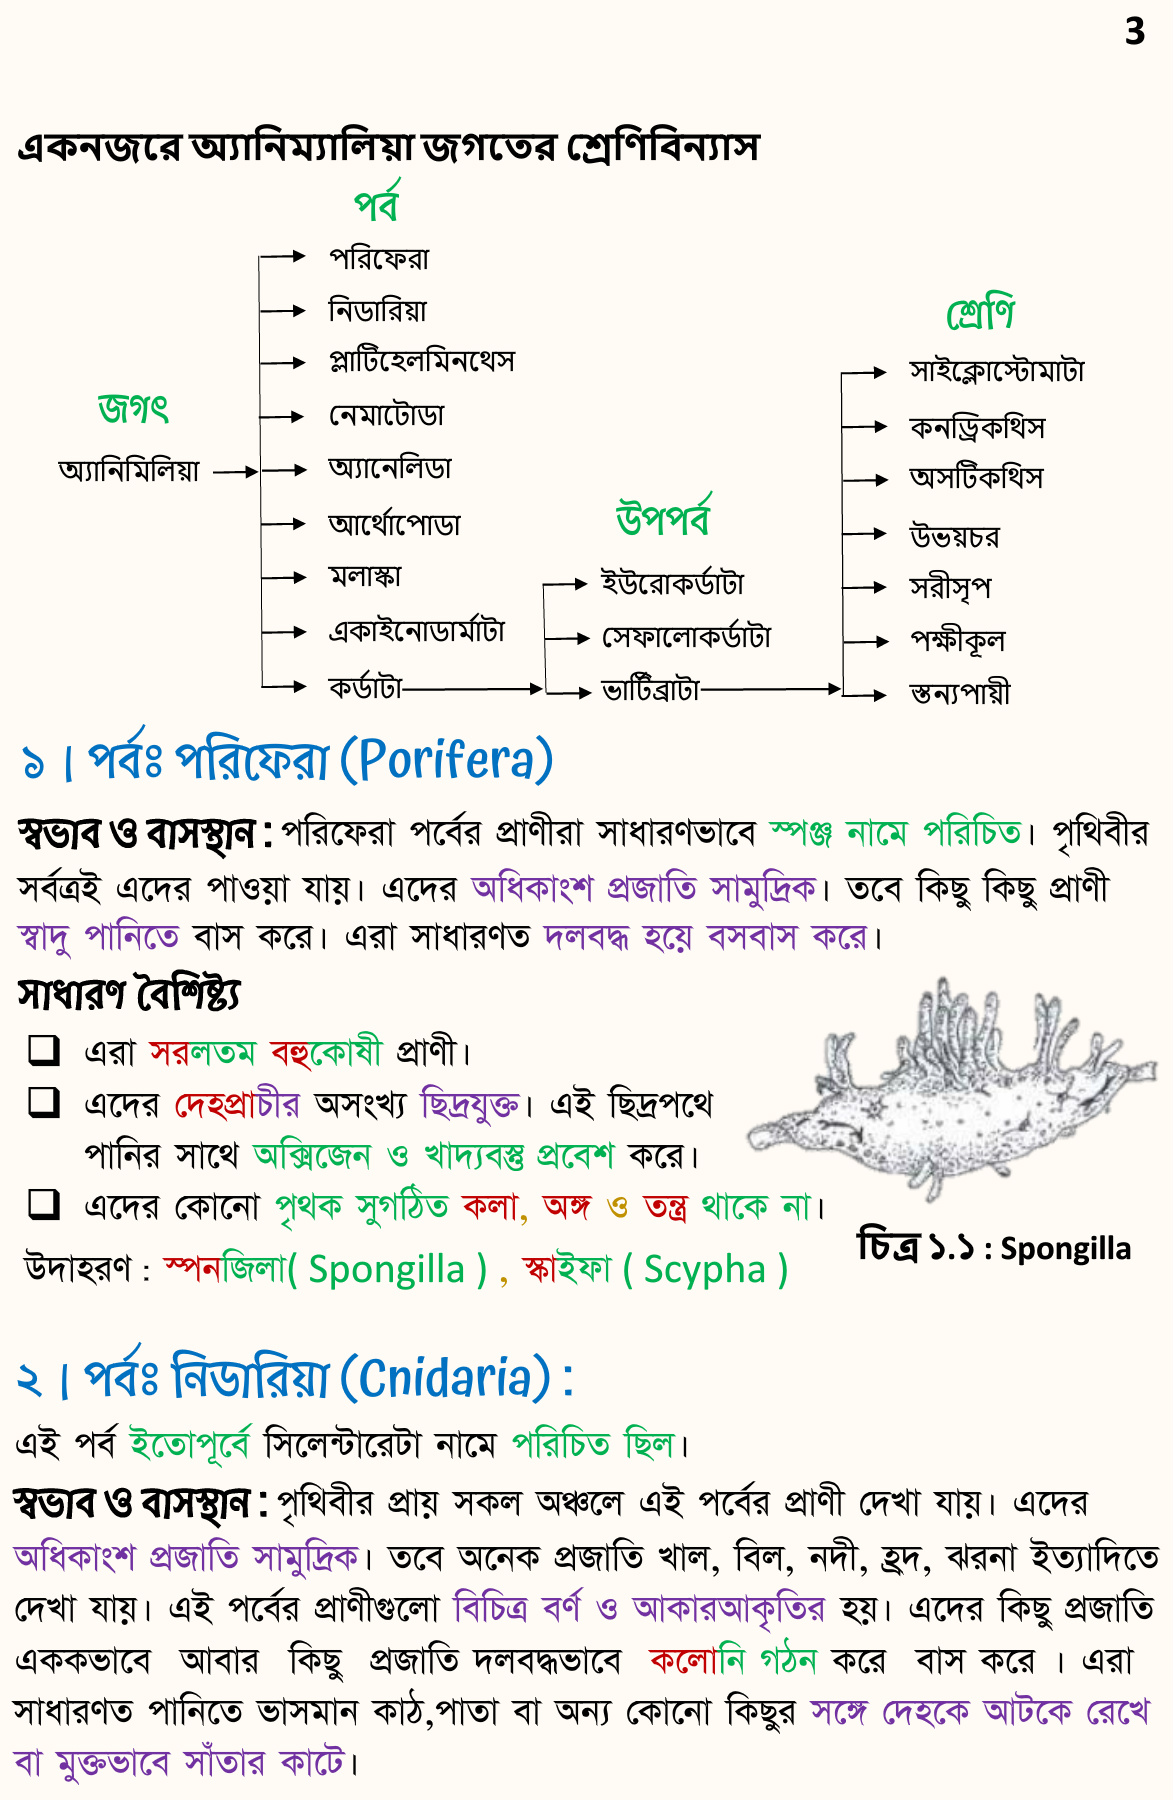 3
একনজরে অ্যানিম্যালিয়া জগতের শ্রেণিবিন্যাস
পর্ব
পরিফেরা
নিডারিয়া
প্লাটিহেলমিনথেস
নেমাটোডা
অ্যানেলিডা
আর্থোপোডা
মলাস্কা
একাইনোডার্মাটা
কর্ডাটা
জগৎ
অ্যানিমিলিয়া
উপপর্ব
ইউরোকর্ডাটা
সেফালোকর্ডাটা
ভার্টিব্রাটা
শ্রেণি
সাইক্লোস্টোমাটা
কনড্রিকথিস
অসটিকথিস
উভয়চর
সরীসৃপ
পক্ষীকূল
স্তন্যপায়ী
১। পর্বঃ পরিফেরা (Porifera)
স্বভাব ও বাসস্থান : পরিফেরা পর্বের প্রাণীরা সাধারণভাবে স্পঞ্জ নামে পরিচিত। পৃথিবীর
সর্বত্রই এদের পাওয়া যায়। এদের অধিকাংশ প্রজাতি সামুদ্রিক। তবে কিছু কিছু প্রাণী
স্বাদু পানিতে বাস করে। এরা সাধারণত দলবদ্ধ হয়ে বসবাস করে।
সাধারণ বৈশিষ্ট্য
❑ এরা সরলতম বহুকোষী প্রাণী।
❑ এদের দেহপ্রাচীর অসংখ্য ছিদ্রযুক্ত। এই ছিদ্রপথে
পানির সাথে অক্সিজেন ও খাদ্যবস্তু প্রবেশ করে।
❑ এদের কোনো পৃথক সুগঠিত কলা, অঙ্গ ও তন্ত্র থাকে না।
উদাহরণ : স্পনজিলা( Spongilla ) , স্কাইফা ( Scypha )
চিত্র ১.১ : Spongilla
২। পর্বঃ নিডারিয়া (Cnidaria) :
এই পর্ব ইতোপূর্বে সিলেন্টারেটা নামে পরিচিত ছিল।
স্বভাব ও বাসস্থান : পৃথিবীর প্রায় সকল অঞ্চলে এই পর্বের প্রাণী দেখা যায়। এদের
অধিকাংশ প্রজাতি সামুদ্রিক। তবে অনেক প্রজাতি খাল, বিল, নদী, হ্রদ, ঝরনা ইত্যাদিতে
দেখা যায়। এই পর্বের প্রাণীগুলো বিচিত্র বর্ণ ও আকারআকৃতির হয়। এদের কিছু প্রজাতি
এককভাবে আবার কিছু প্রজাতি দলবদ্ধভাবে কলোনি গঠন করে বাস করে । এরা
সাধারণত পানিতে ভাসমান কাঠ,পাতা বা অন্য কোনো কিছুর সঙ্গে দেহকে আটকে রেখে
বা মুক্তভাবে সাঁতার কাটে।